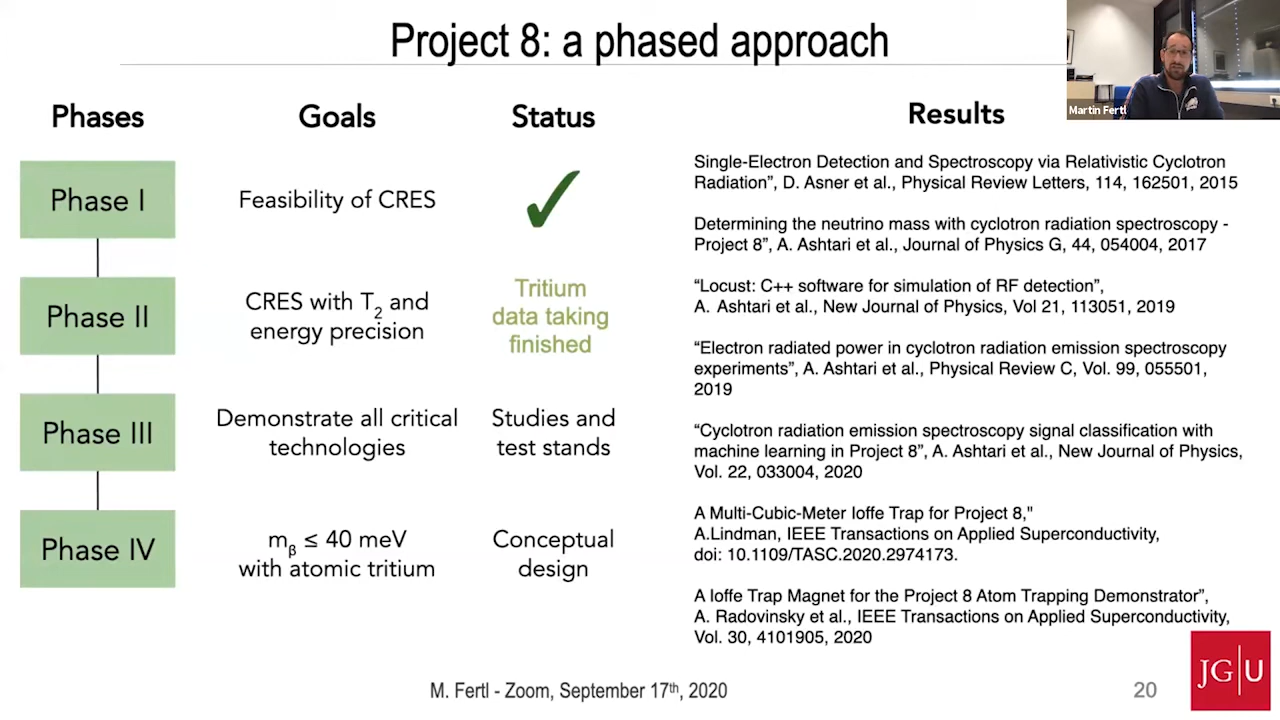 Project 8: a phased approach
Martin Fertl
Phases
Goals
Status
Results
Phase I
Feasibility of CRES
✓
Phase II
CRES with T2 and
energy precision
Tritium
data taking
finished
Phase III
Demonstrate all critical
technologies
Studies and
test stands
Phase IV
mβ ≤ 40 meV
with atomic tritium
Conceptual
design
Single-Electron Detection and Spectroscopy via Relativistic Cyclotron
Radiation”, D. Asner et al., Physical Review Letters, 114, 162501, 2015
Determining the neutrino mass with cyclotron radiation spectroscopy -
Project 8”, A. Ashtari et al., Journal of Physics G, 44, 054004, 2017
“Locust: C++ software for simulation of RF detection”,
A. Ashtari et al., New Journal of Physics, Vol 21, 113051, 2019
“Electron radiated power in cyclotron radiation emission spectroscopy
experiments”, A. Ashtari et al., Physical Review C, Vol. 99, 055501,
2019
“Cyclotron radiation emission spectroscopy signal classification with
machine learning in Project 8”, A. Ashtari et al., New Journal of Physics,
Vol. 22, 033004, 2020
A Multi-Cubic-Meter Ioffe Trap for Project 8,"
A.Lindman, IEEE Transactions on Applied Superconductivity,
doi: 10.1109/TASC.2020.2974173.
A Ioffe Trap Magnet for the Project 8 Atom Trapping Demonstrator”,
A. Radovinsky et al., IEEE Transactions on Applied Superconductivity,
Vol. 30, 4101905, 2020
M. Fertl - Zoom, September 17th, 2020
20
JG|U